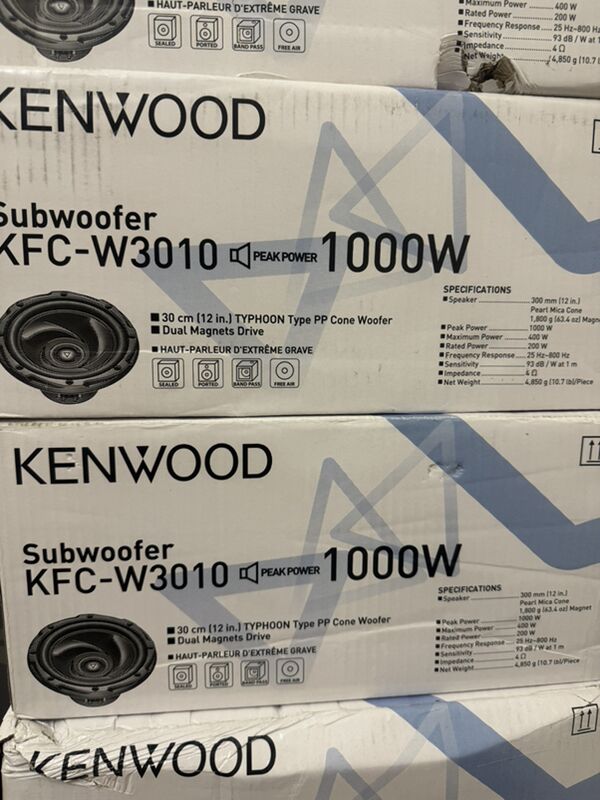 HAUT-PARLEUR D'EXTRÊME GRAVE
SEALED PORTED BAND PASS FREE AIR
■ Maximum Power 400 W
■ Rated Power 200 W
■ Frequency Response 25 Hz~800 Hz
■ Sensitivity 93 dB / W at 1
Impedance 4 Ω
Net Weight 4,850 g (10.7 l
KENWOOD
Subwoofer
KFC-W3010 PEAK POWER 1000W
■ 30 cm (12 in.) TYPHOON Type PP Cone Woofer
■ Dual Magnets Drive
■ HAUT-PARLEUR D'EXTRÊME GRAVE
SEALED PORTED BAND PASS FREE AIR
SPECIFICATIONS
■ Speaker 300 mm (12 in.)
Pearl Mica Cone
1,800 g (63.4 oz) Magn
■ Peak Power 1000 W
■ Maximum Power 400 W
■ Rated Power 200 W
■ Frequency Response 25 Hz~800 Hz
■ Sensitivity 93 dB / W at 1 m
■ Impedance 4 Ω
■ Net Weight 4,850 g (10.7 lb)/Piece
KENWOOD
Subwoofer
KFC-W3010 PEAK POWER 1000W
■ 30 cm (12 in.) TYPHOON Type PP Cone Woofer
■ Dual Magnets Drive
■ HAUT-PARLEUR D'EXTRÊME GRAVE
SEALED PORTED BAND PASS FREE AIR
SPECIFICATIONS
■ Speaker 300 mm (12 in.)
Pearl Mica Cone
1,800 g (63.4 oz) Magnet
■ Peak Power 1000 W
■ Maximum Power 400 W
■ Rated Power 200 W
■ Frequency Response 25 Hz~800 Hz
■ Sensitivity 93 dB / W at 1 m
■ Impedance 4 Ω
■ Net Weight 4,850 g (10.7 lb)/Piece
KENWOOD